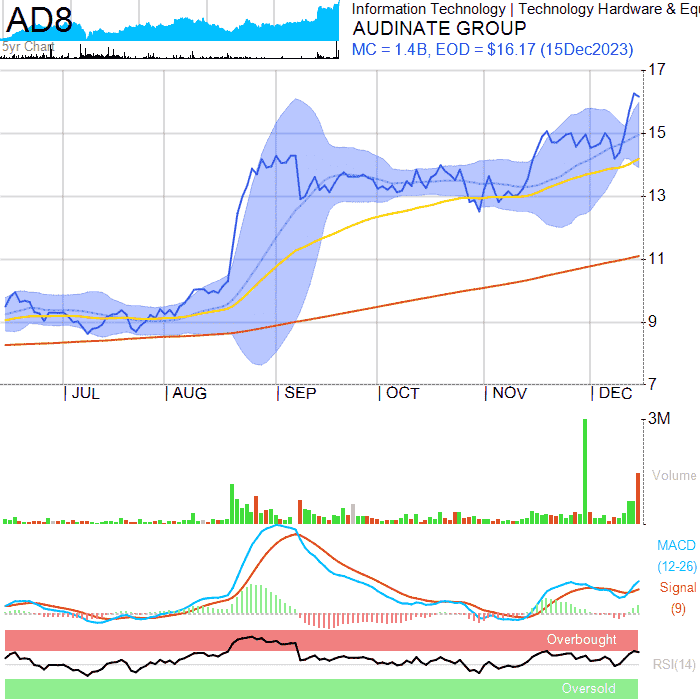 AD8
5yr Chart
Information Technology | Technology Hardware & Equ
AUDINATE GROUP
MC = 1.4B, EOD = $16.17 (15Dec2023)
17
15
13
11
9
7
JUL
AUG
SEP
OCT
NOV
DEC
3M
Volume
MACD
(12-26)
Signal
(9)
Overbought
RSI(14)
Oversold